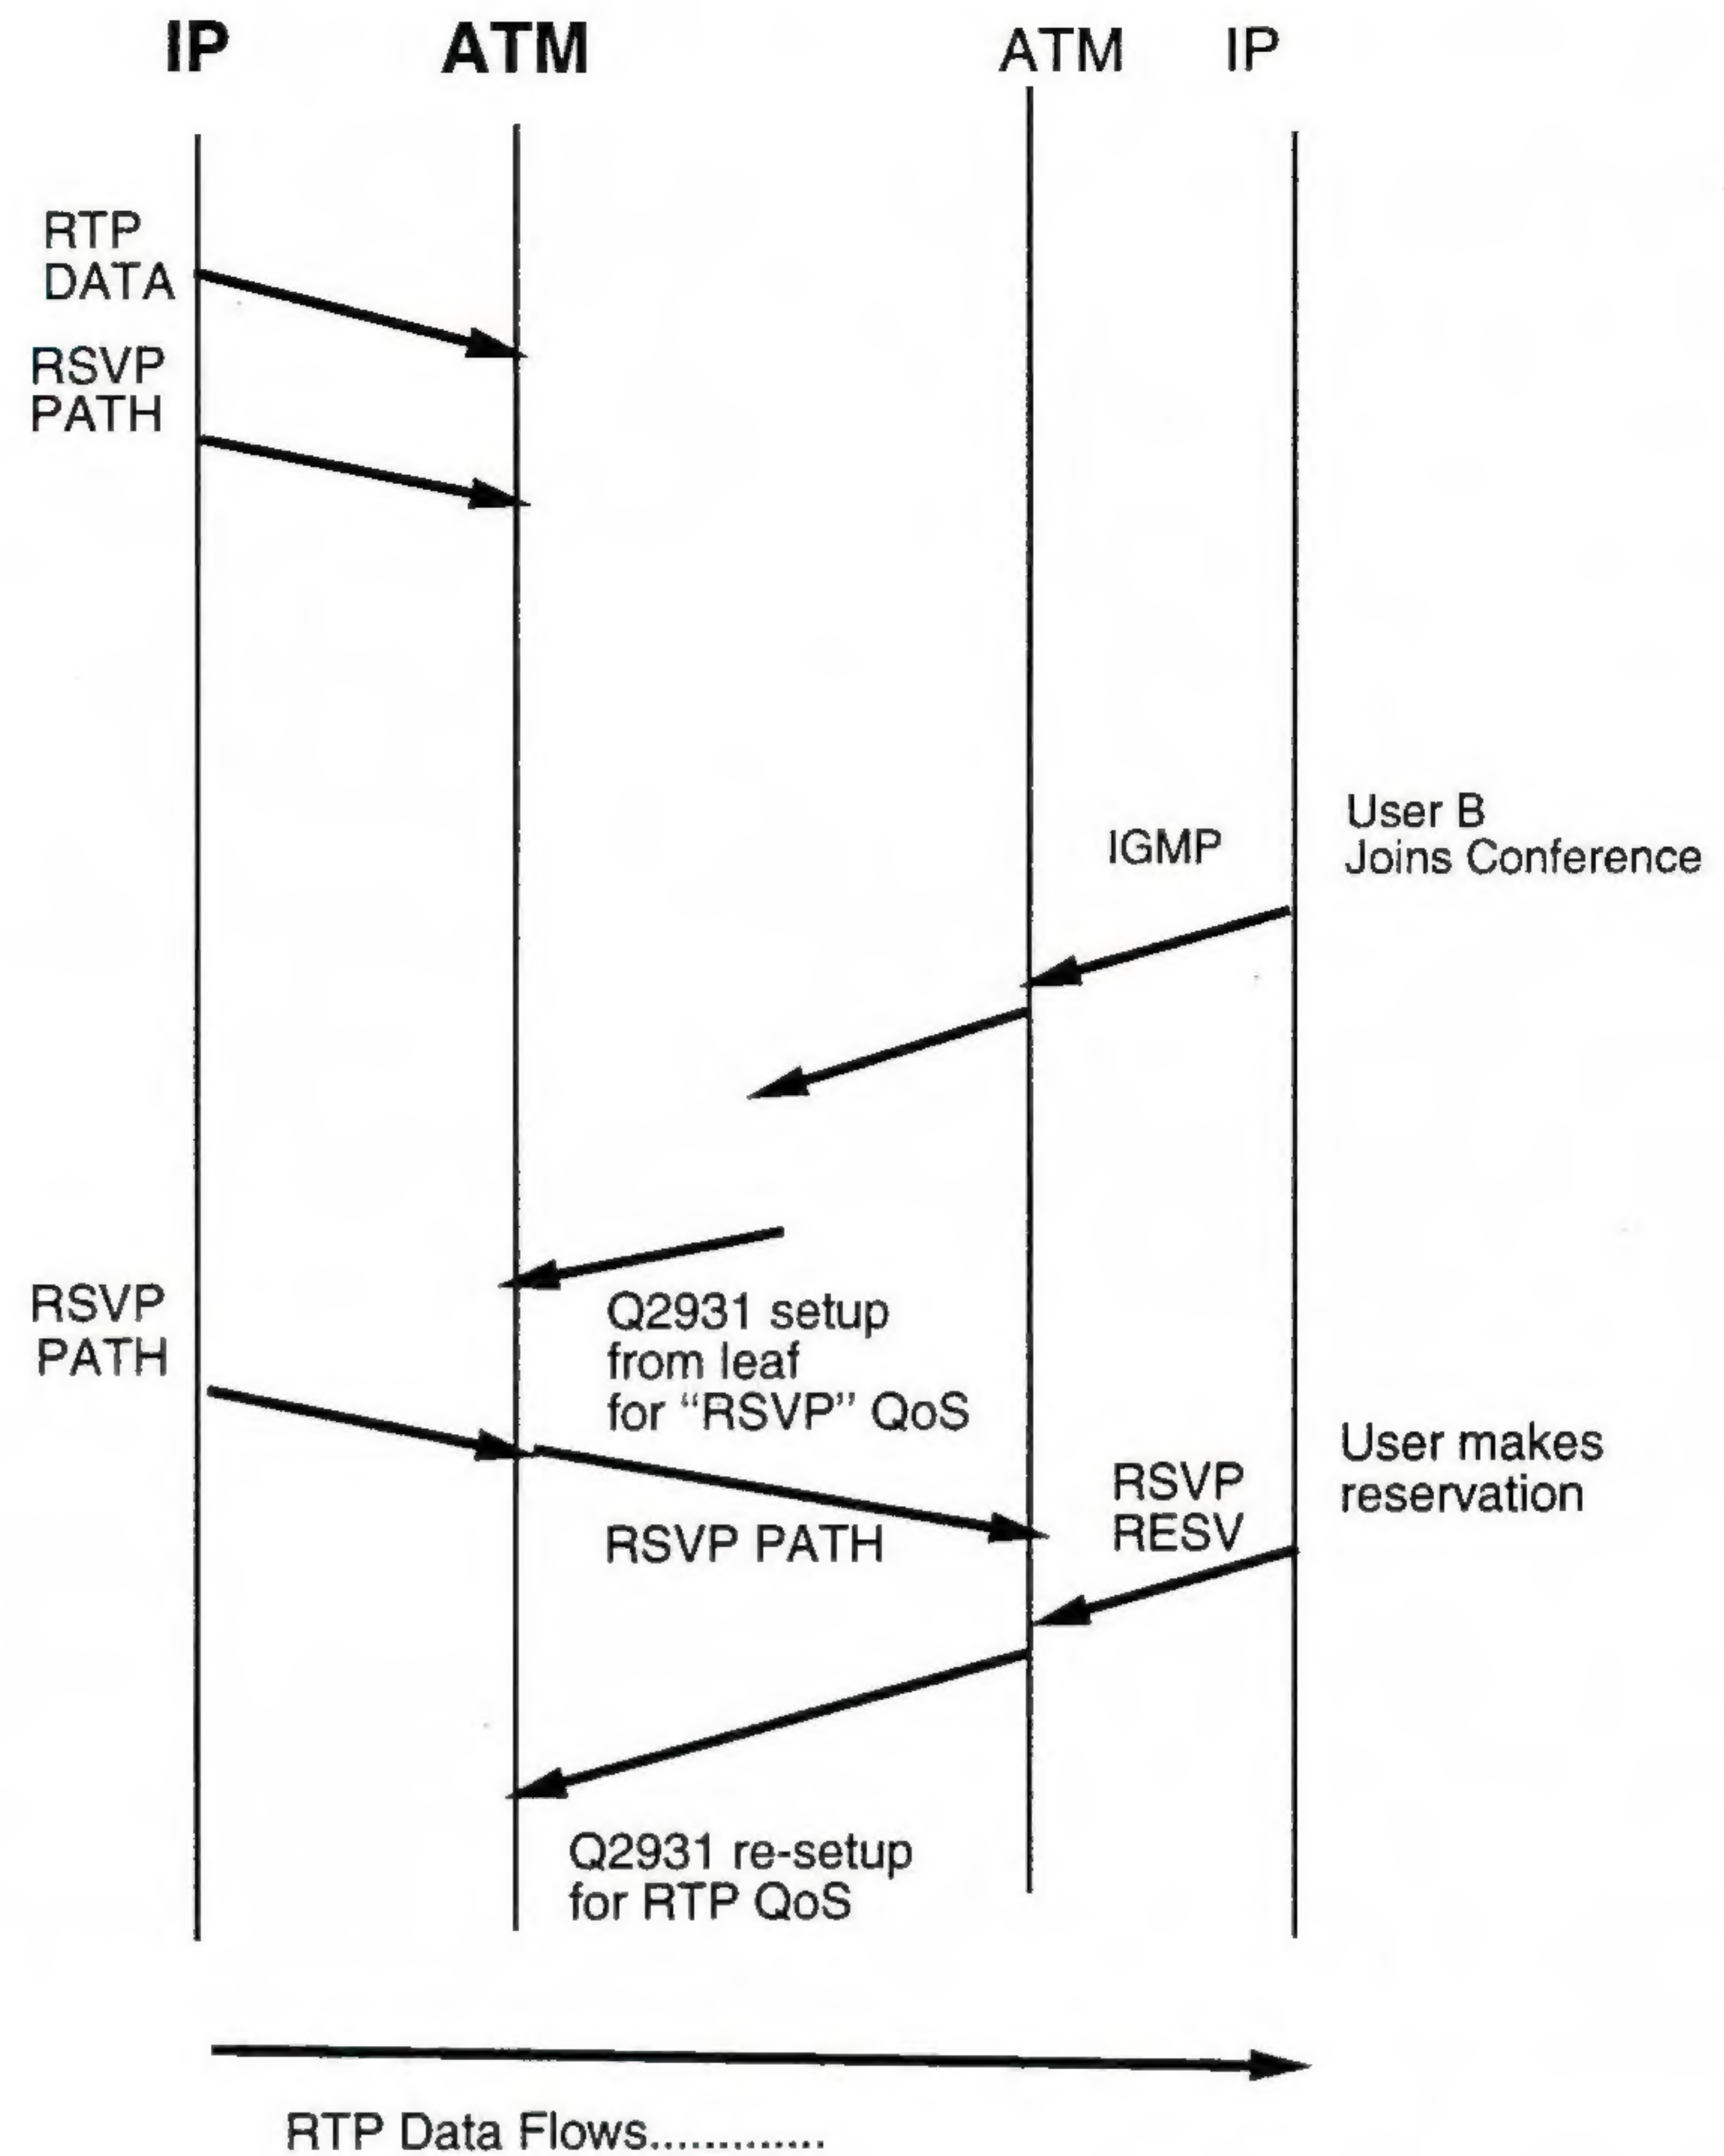 IP ATM ATM IP
RTP
DATA
RSVP
PATH
IGMP
User B
Joins Conference
RSVP
PATH
Q2931 setup
from leaf
for “RSVP” QoS
User makes
reservation
RSVP
RESV
RSVP PATH
Q2931 re-setup
for RTP QoS
RTP Data Flows.............